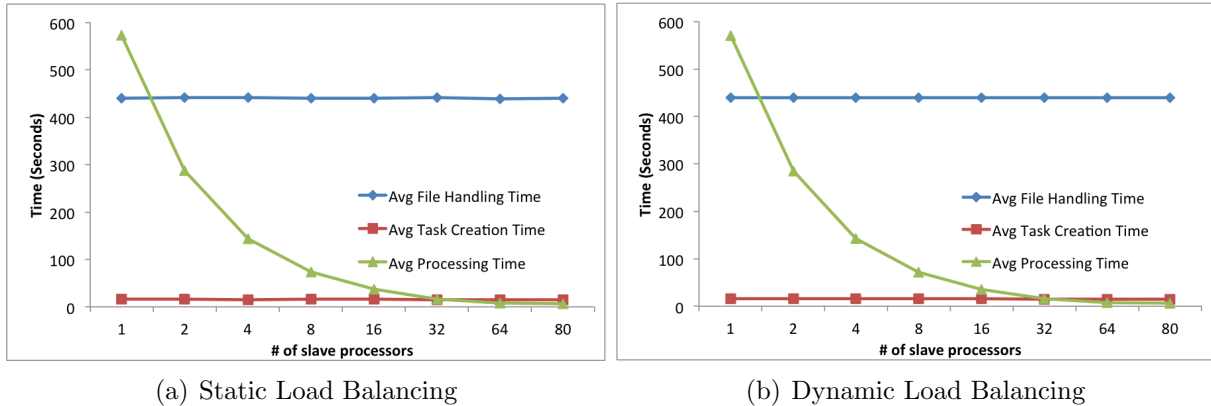 600
500
400
300
200
100
0
Time (Seconds)
Avg File Handling Time
Avg Task Creation Time
Avg Processing Time
1 2 4 8 16 32 64 80
# of slave processors
(a) Static Load Balancing
600
500
400
300
200
100
0
Time (Seconds)
Avg File Handling Time
Avg Task Creation Time
Avg Processing Time
1 2 4 8 16 32 64 80
# of slave processors
(b) Dynamic Load Balancing